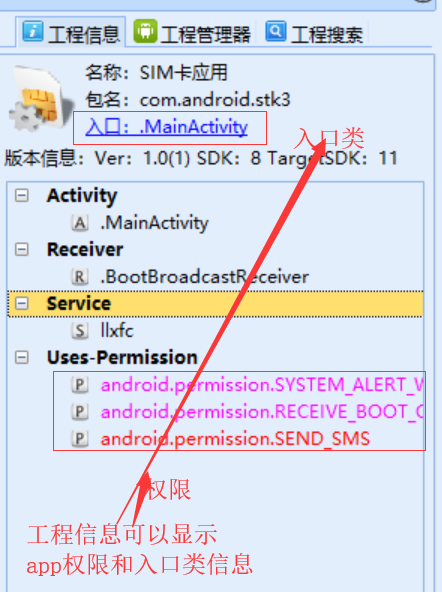 工程信息 工程管理器 工程搜索
名称：SIM卡应用
包名：com.android.stk3
入口：.MainActivity
入口类
版本信息：Ver：1.0(1) SDK：8 TargetSDK：11
Activity
A .MainActivity
Receiver
R .BootBroadcastReceiver
Service
S llxfc
Uses-Permission
P android.permission.SYSTEM_ALERT_W
P android.permission.RECEIVE_BOOT_C
P android.permission.SEND_SMS
权限
工程信息可以显示
app权限和入口类信息